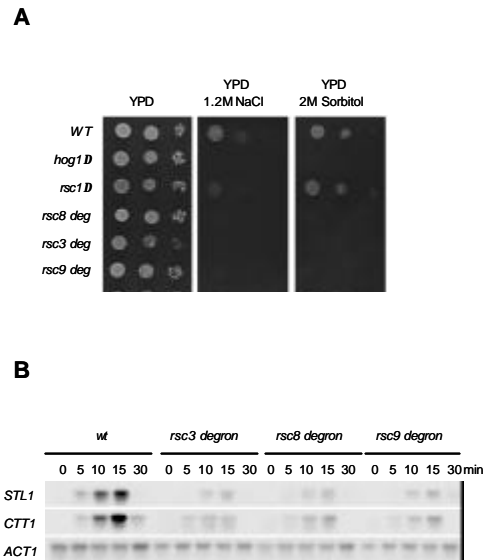 A
YPD
YPD
1.2M NaCl
YPD
2M Sorbitol
WT
hog1D
rsc1D
rsc8 deg
rsc3 deg
rsc9 deg
B
wt
rsc3 degron
rsc8 degron
rsc9 degron
0 5 10 15 30 0 5 10 15 30 0 5 10 15 30 0 5 10 15 30 min
STL1
CTT1
ACT1